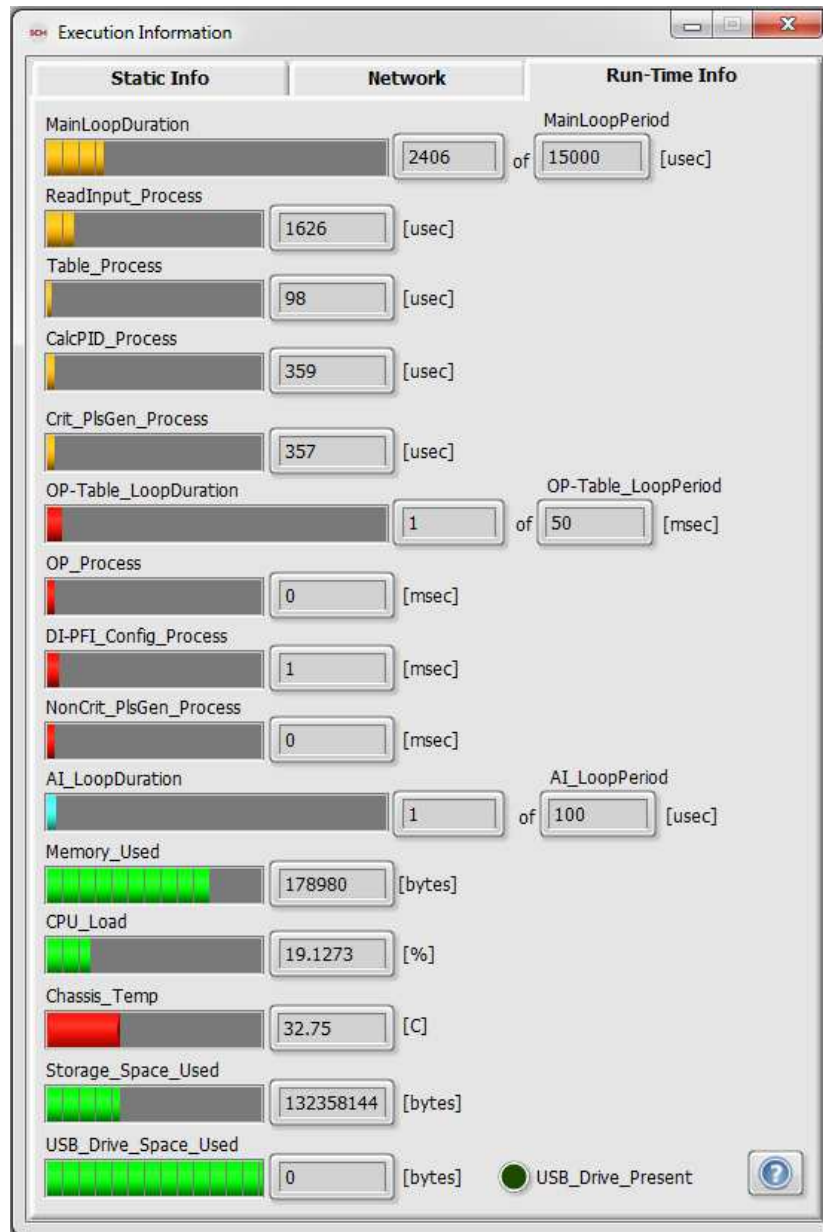 SCM Execution Information
Static Info Network Run-Time Info
MainLoopDuration MainLoopPeriod
2406 of 15000 [usec]
ReadInput_Process
1626 [usec]
Table_Process
98 [usec]
CalcPID_Process
359 [usec]
Crit_PlsGen_Process
357 [usec]
OP-Table_LoopDuration OP-Table_LoopPeriod
1 of 50 [msec]
OP_Process
0 [msec]
DI-PFI_Config_Process
1 [msec]
NonCrit_PlsGen_Process
0 [msec]
AI_LoopDuration AI_LoopPeriod
1 of 100 [usec]
Memory_Used
178980 [bytes]
CPU_Load
19.1273 [%]
Chassis_Temp
32.75 [C]
Storage_Space_Used
132358144 [bytes]
USB_Drive_Space_Used
0 [bytes] USB_Drive_Present ?